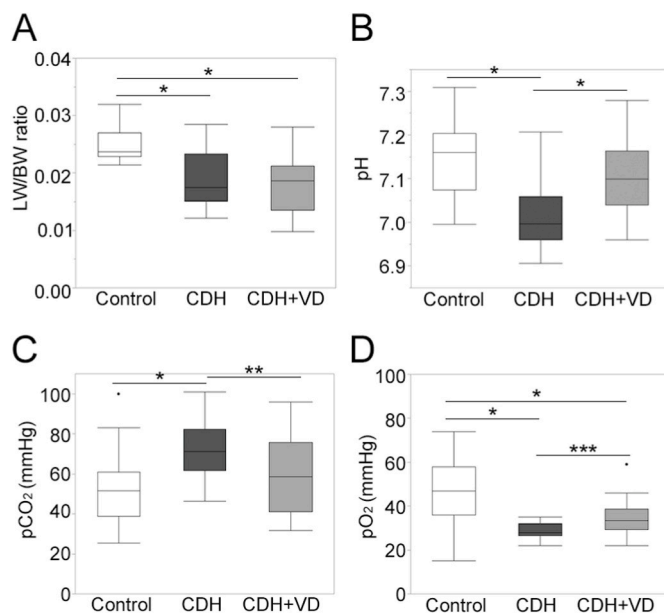 A
LW/BW ratio
0.04
0.03
0.02
0.01
0.00
*
*
Control CDH CDH+VD
B
pH
7.3
7.2
7.1
7.0
6.9
*
*
Control CDH CDH+VD
C
pCO₂ (mmHg)
100
80
60
40
20
0
*
**
Control CDH CDH+VD
D
pO₂ (mmHg)
100
80
60
40
20
0
*
*
***
Control CDH CDH+VD